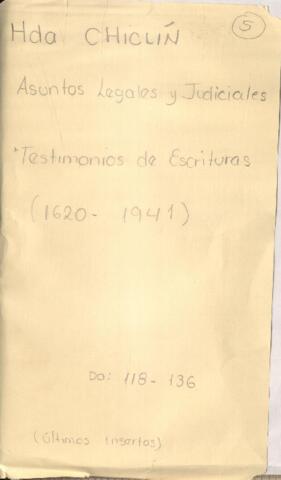 5
Hda CHICLÍN
Asuntos Legales y Judiciales
*Testimonios de Escrituras
(1620- 1941)
Do: 118- 136
(Últimos Insertos)